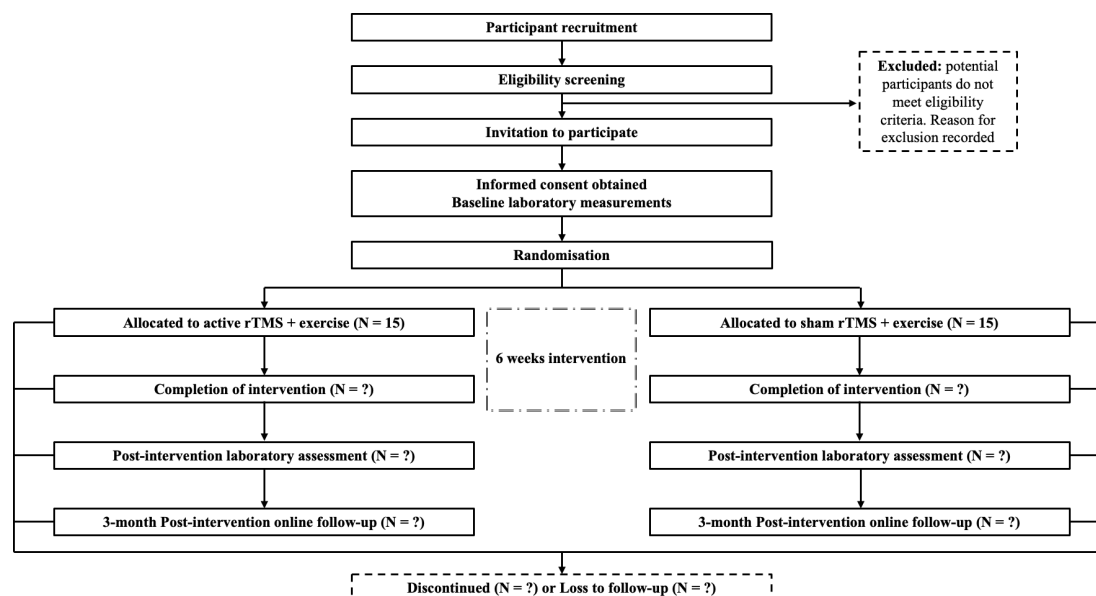 Participant recruitment
Eligibility screening
Excluded: potential
participants do not
meet eligibility
criteria. Reason for
exclusion recorded
Invitation to participate
Informed consent obtained
Baseline laboratory measurements
Randomisation
Allocated to active rTMS + exercise (N = 15)
6 weeks intervention
Allocated to sham rTMS + exercise (N = 15)
Completion of intervention (N = ?)
Completion of intervention (N = ?)
Post-intervention laboratory assessment (N = ?)
Post-intervention laboratory assessment (N = ?)
3-month Post-intervention online follow-up (N = ?)
3-month Post-intervention online follow-up (N = ?)
Discontinued (N = ?) or Loss to follow-up (N = ?)